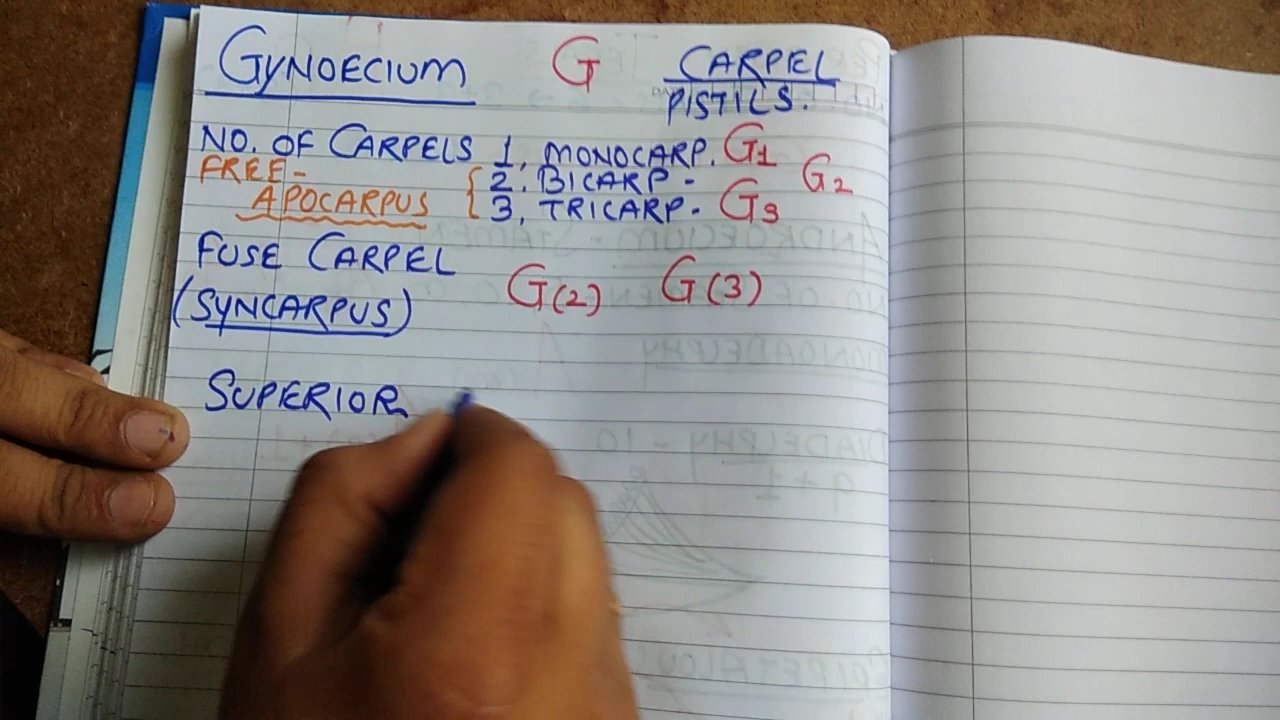 GYNOECIUM G CARPEL
PISTILS.
NO. OF CARPELS 1, MONOCARP. G1
FREE- { 2. BICARP - G2
APOCARPUS 3, TRICARP. G3
FUSE CARPEL G(2) G(3)
(SYNCARPUS)
SUPERIOR